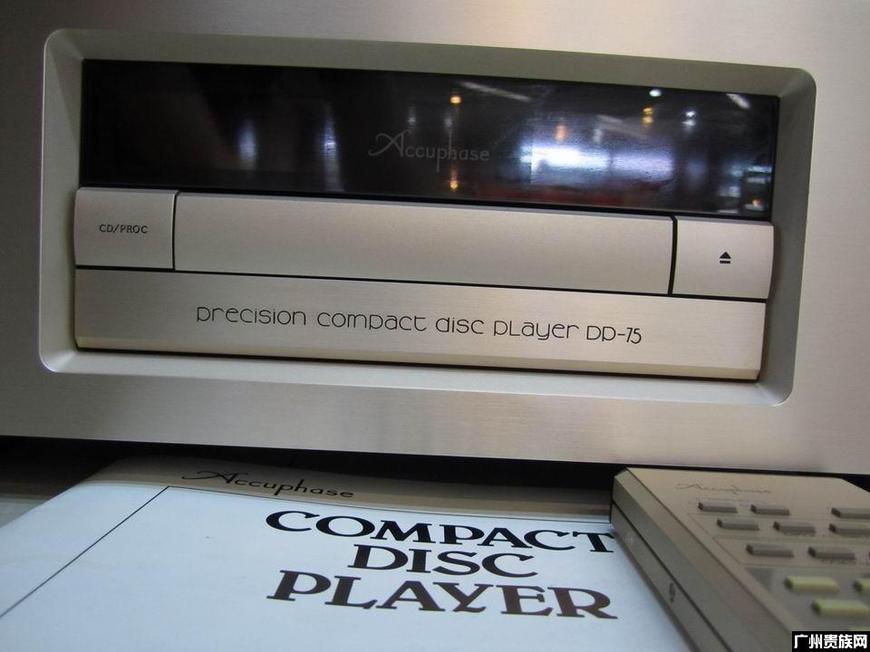 Accuphase
CD/PROC
precision compact disc player DP-75
Accuphase
COMPACT
DISC
PLAYER
Accuphase
广州贵族网